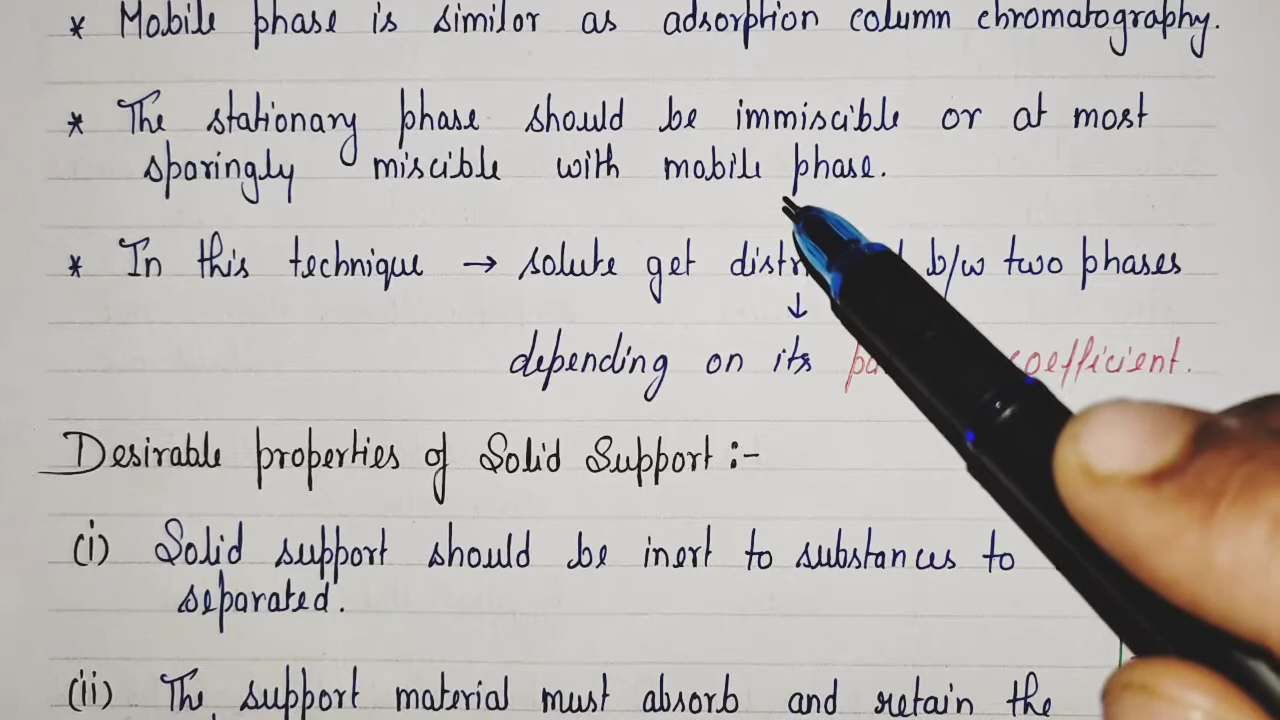 * Mobile phase is similar as adsorption column chromatography.
* The stationary phase should be immiscible or at most
sparingly miscible with mobile phase.
* In this technique → solute get b/w two phases
↓
depending on its coefficient.
Desirable properties of Solid Support :-
(i) Solid support should be inert to substances to
separated.
(ii) The support material must absorb and retain the